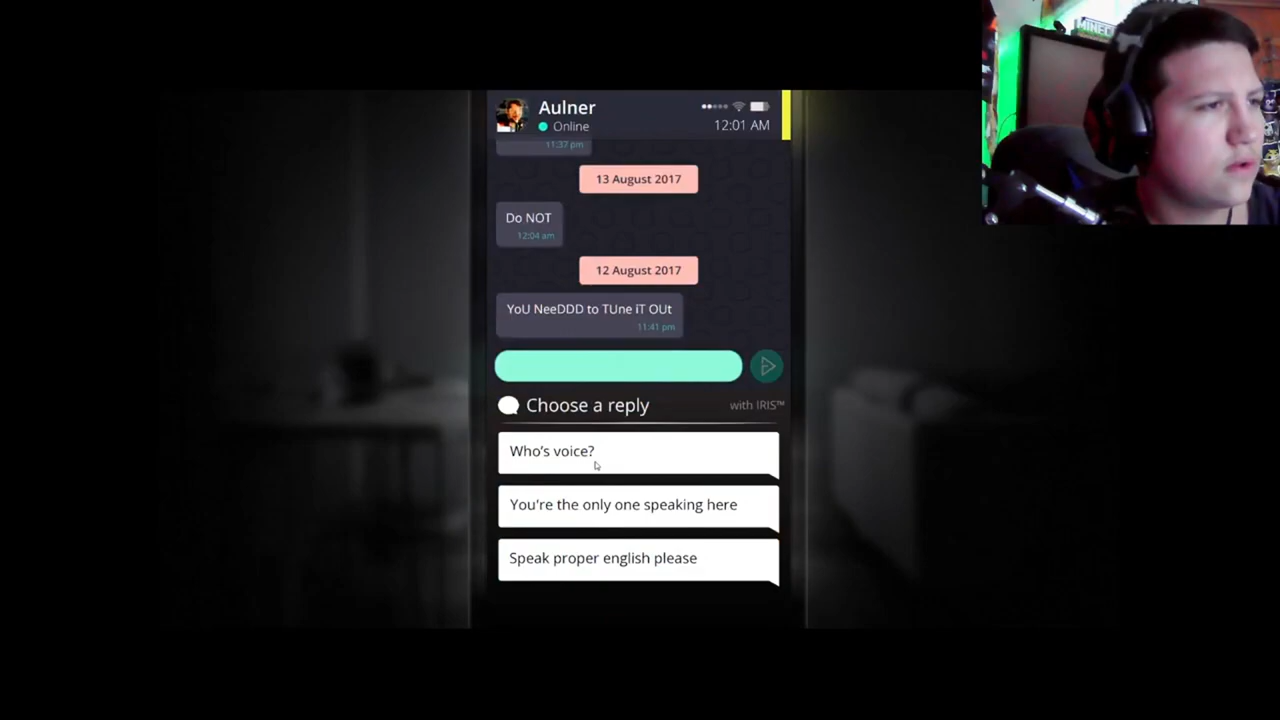 MINEC
Aulner
Online
12:01 AM
11:37 pm
13 August 2017
Do NOT
12:04 am
12 August 2017
YoU NeeDDD to TUne iT OUt
11:41 pm
Choose a reply
with IRIS™
Who's voice?
You're the only one speaking here
Speak proper english please